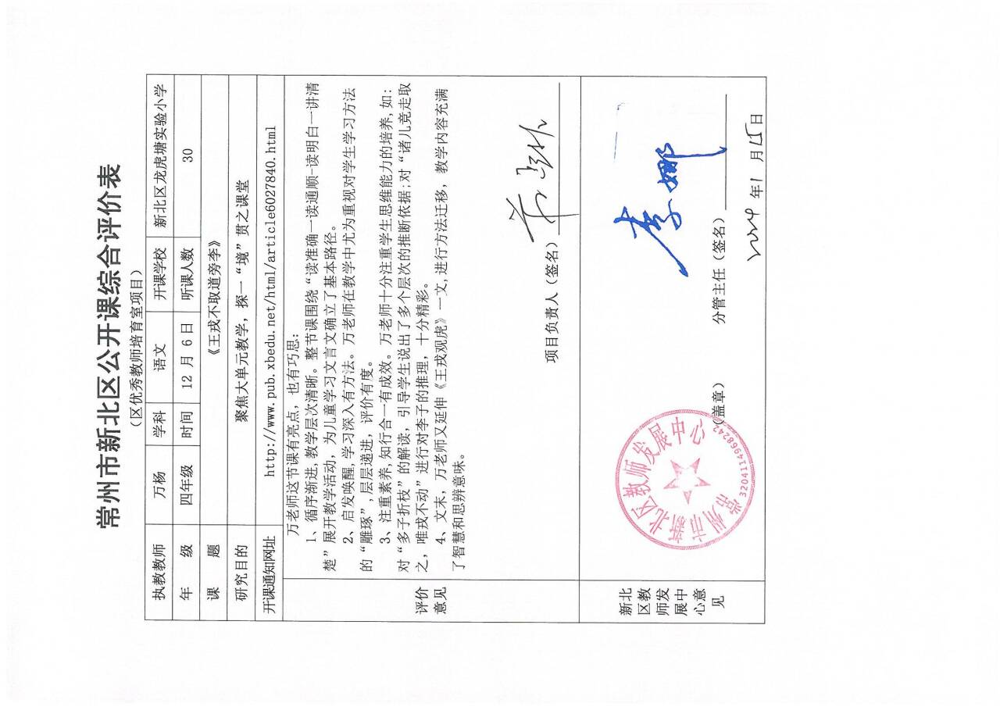 常州市新北区公开课综合评价表
（区优秀教师培育室项目）
执教教师 万杨 学科 语文 开课学校 新北区龙虎塘实验小学
年 级 四年级 时间 12 月 6 日 听课人数 30
课 题 《王戎不取道旁李》
研究目的 聚焦大单元教学，探一“境”贯之课堂
开课通知网址 http://www.pub.xbedu.net/html/article6027840.html
评价
意见
万老师这节课有亮点，也有巧思：
1、循序渐进,教学层次清晰。整节课围绕“读准确—读通顺-读明白—讲清
楚”展开教学活动，为儿童学习文言文确立了基本路径。
2、启发唤醒,学习深入有方法。万老师在教学中尤为重视对学生学习方法
的“雕琢”,层层递进，评价有度。
3、注重素养,知行合一有成效。万老师十分注重学生思维能力的培养,如:
对“多子折枝”的解读，引导学生说出了多个层次的推断依据;对“诸儿竞走取
之，唯戎不动”进行对李子的推理，十分精彩。
4、文末，万老师又延伸《王戎观虎》一文,进行方法迁移，教学内容充满
了智慧和思辨意味。
项目负责人（签名）
新北
区教
师发
展中
心意
见
常州市新北区教师发展中心
3204114968242
（盖章）
分管主任（签名） 李娜
2024 年 1 月 15 日